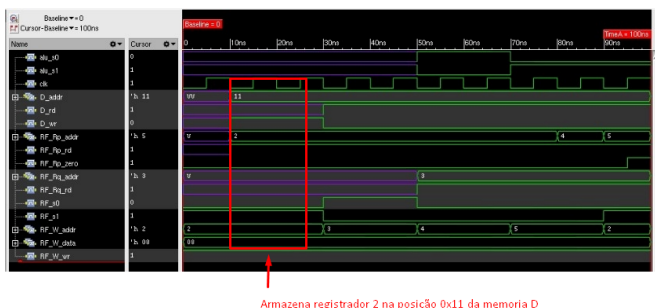 Baseline ▾ = 0
Cursor-Baseline ▾ = 100ns
Baseline = 0
TimeA = 100ns
Name
Cursor
0
10ns
20ns
30ns
40ns
50ns
60ns
70ns
80ns
90ns
alu_s0
0
alu_s1
1
clk
1
D_addr
'h 11
11
D_rd
1
D_wr
0
RF_Rp_addr
'h 5
2
4
5
RF_Rp_rd
1
RF_Rp_zero
1
RF_Rq_addr
'h 3
3
RF_Rq_rd
1
RF_s0
0
RF_s1
1
RF_W_addr
'h 2
2
3
4
5
2
RF_W_data
'h 08
08
RF_W_wr
1
Armazena registrador 2 na posição 0x11 da memoria D